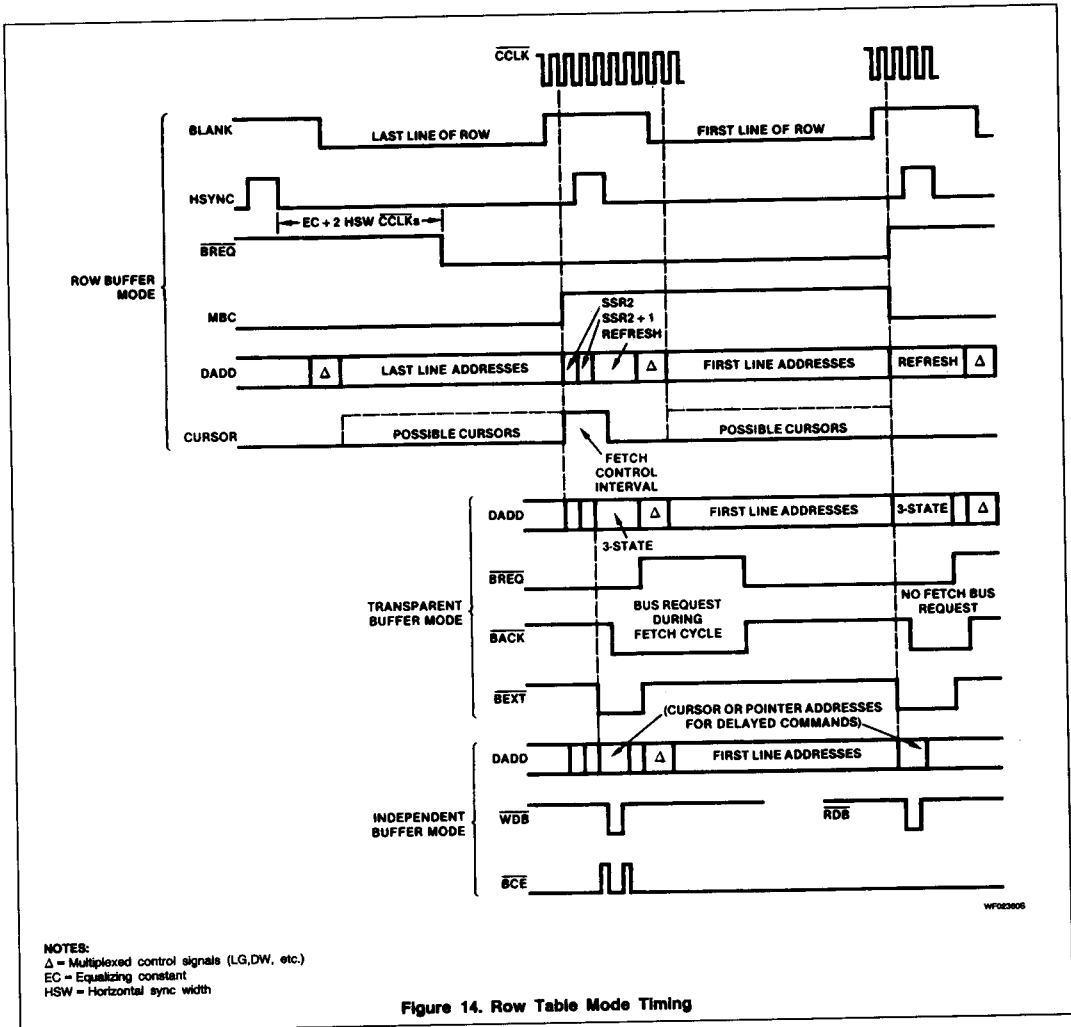 CCLK
BLANK
LAST LINE OF ROW
FIRST LINE OF ROW
HSYNC
EC + 2 HSW CCLKs
BREQ
ROW BUFFER
MODE
MBC
SSR2
SSR2 + 1
REFRESH
DADD
Δ
LAST LINE ADDRESSES
Δ
FIRST LINE ADDRESSES
REFRESH
Δ
CURSOR
POSSIBLE CURSORS
POSSIBLE CURSORS
FETCH
CONTROL
INTERVAL
DADD
Δ
FIRST LINE ADDRESSES
3-STATE
Δ
3-STATE
BREQ
TRANSPARENT
BUFFER MODE
BUS REQUEST
DURING
FETCH CYCLE
NO FETCH BUS
REQUEST
BACK
BEXT
(CURSOR OR POINTER ADDRESSES
FOR DELAYED COMMANDS)
DADD
Δ
FIRST LINE ADDRESSES
INDEPENDENT
BUFFER MODE
WDB
RDB
BCE
WF02360S
NOTES:
Δ = Multiplexed control signals (LG,DW, etc.)
EC = Equalizing constant
HSW = Horizontal sync width
Figure 14. Row Table Mode Timing